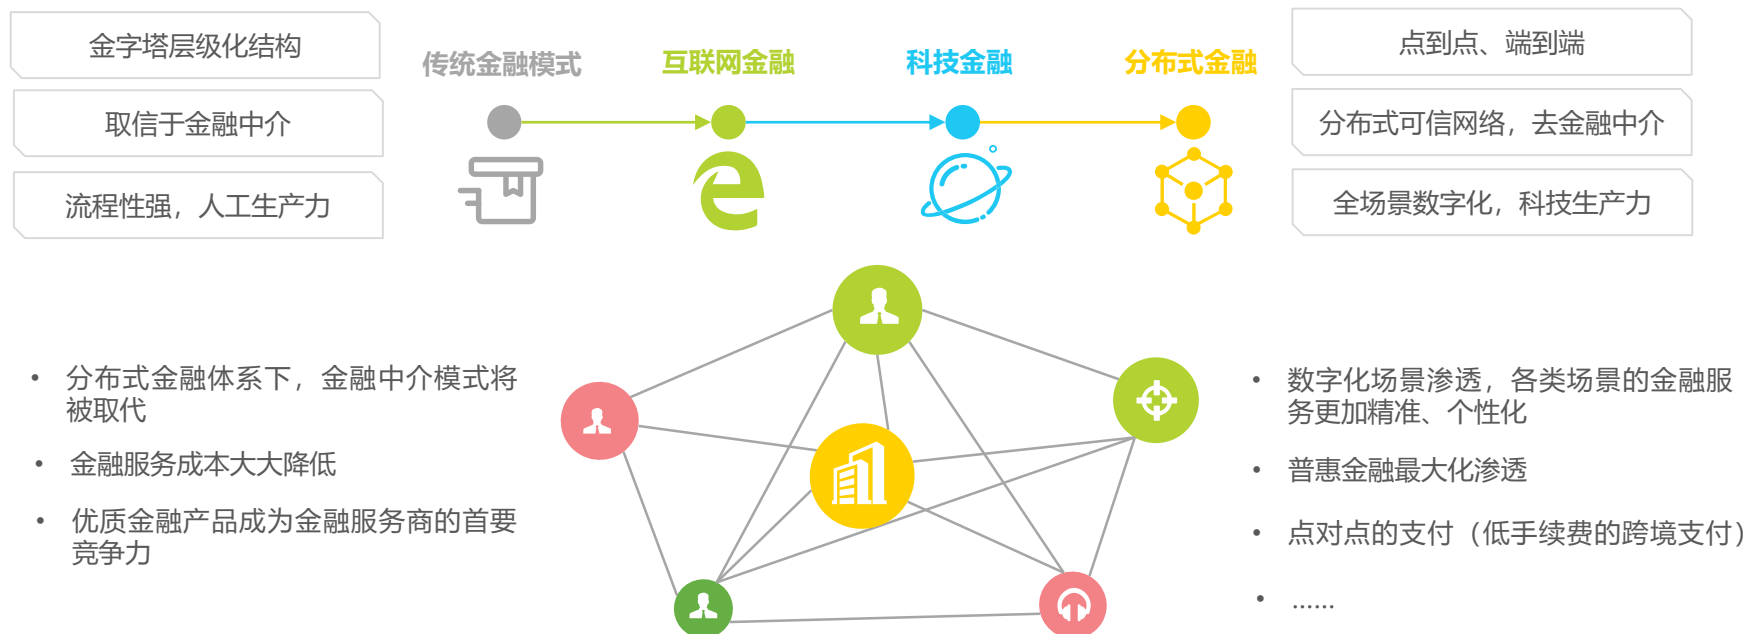 金字塔层级化结构
取信于金融中介
流程性强，人工生产力
传统金融模式
互联网金融
科技金融
分布式金融
点到点、端到端
分布式可信网络，去金融中介
全场景数字化，科技生产力
• 分布式金融体系下，金融中介模式将
被取代
• 金融服务成本大大降低
• 优质金融产品成为金融服务商的首要
竞争力
• 数字化场景渗透，各类场景的金融服
务更加精准、个性化
• 普惠金融最大化渗透
• 点对点的支付（低手续费的跨境支付）
• ……